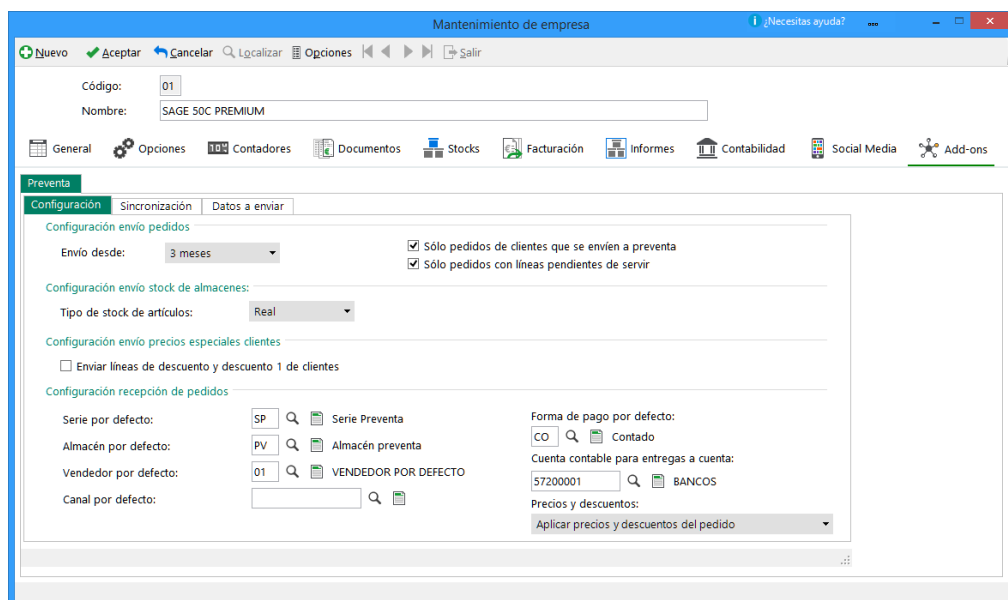 Mantenimiento de empresa
i ¿Necesitas ayuda?
Nuevo Aceptar Cancelar Localizar Opciones Salir
Código: 01
Nombre: SAGE 50C PREMIUM
General Opciones Contadores Documentos Stocks Facturación Informes Contabilidad Social Media Add-ons
Preventa
Configuración Sincronización Datos a enviar
Configuración envío pedidos
Envío desde: 3 meses
Sólo pedidos de clientes que se envíen a preventa
Sólo pedidos con líneas pendientes de servir
Configuración envío stock de almacenes:
Tipo de stock de artículos: Real
Configuración envío precios especiales clientes
Enviar líneas de descuento y descuento 1 de clientes
Configuración recepción de pedidos
Serie por defecto: SP Serie Preventa
Almacén por defecto: PV Almacén preventa
Vendedor por defecto: 01 VENDEDOR POR DEFECTO
Canal por defecto:
Forma de pago por defecto:
CO Contado
Cuenta contable para entregas a cuenta:
57200001 BANCOS
Precios y descuentos:
Aplicar precios y descuentos del pedido